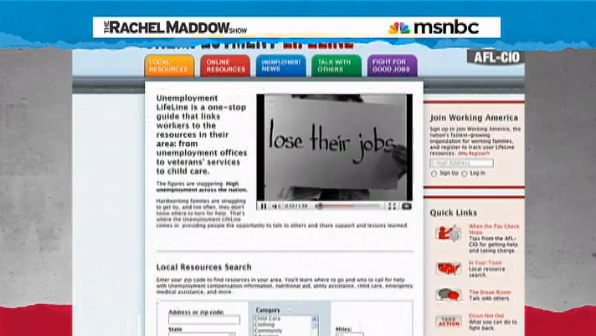 THE RACHEL MADDOW SHOW
msnbc
UNEMPLOYMENT LIFELINE
AFL-CIO
LOCAL RESOURCES
ONLINE RESOURCES
UNEMPLOYMENT NEWS
TALK WITH OTHERS
FIGHT FOR GOOD JOBS
Unemployment
LifeLine is a one-stop
guide that links
workers to the
resources in their
area: from
unemployment offices
to veterans' services
to child care.
The figures are staggering. High
unemployment across the nation.
Hardworking families are struggling
to get by, and too often, they don't
know where to turn for help. That's
where the Unemployment LifeLine
comes in: providing people the opportunity to talk to others and share support and lessons learned.
lose their jobs
Join Working America
Sign up to join Working America, the
nation's fastest-growing
organization for working families,
and register to track your LifeLine
resources. Why Register?
E-mail Address
Sign Up
Log In
Quick Links
When the Pay Check
Stops
Tips from the AFL-
CIO for getting help
and taking charge.
In Your Town
Local resource
search.
The Break Room
Talk with others.
TAKE ACTION
Don't Get Out
What you can do to
fight back.
Local Resources Search
Enter your zip code to find resources in your area. You'll learn where to go and who to call for help
with Unemployment compensation information, nutritional aid, utility assistance, child care, emergency
medical assistance, and more.
Address or zip code:
State
Category
Child Care
Clothing
Community
Miles: